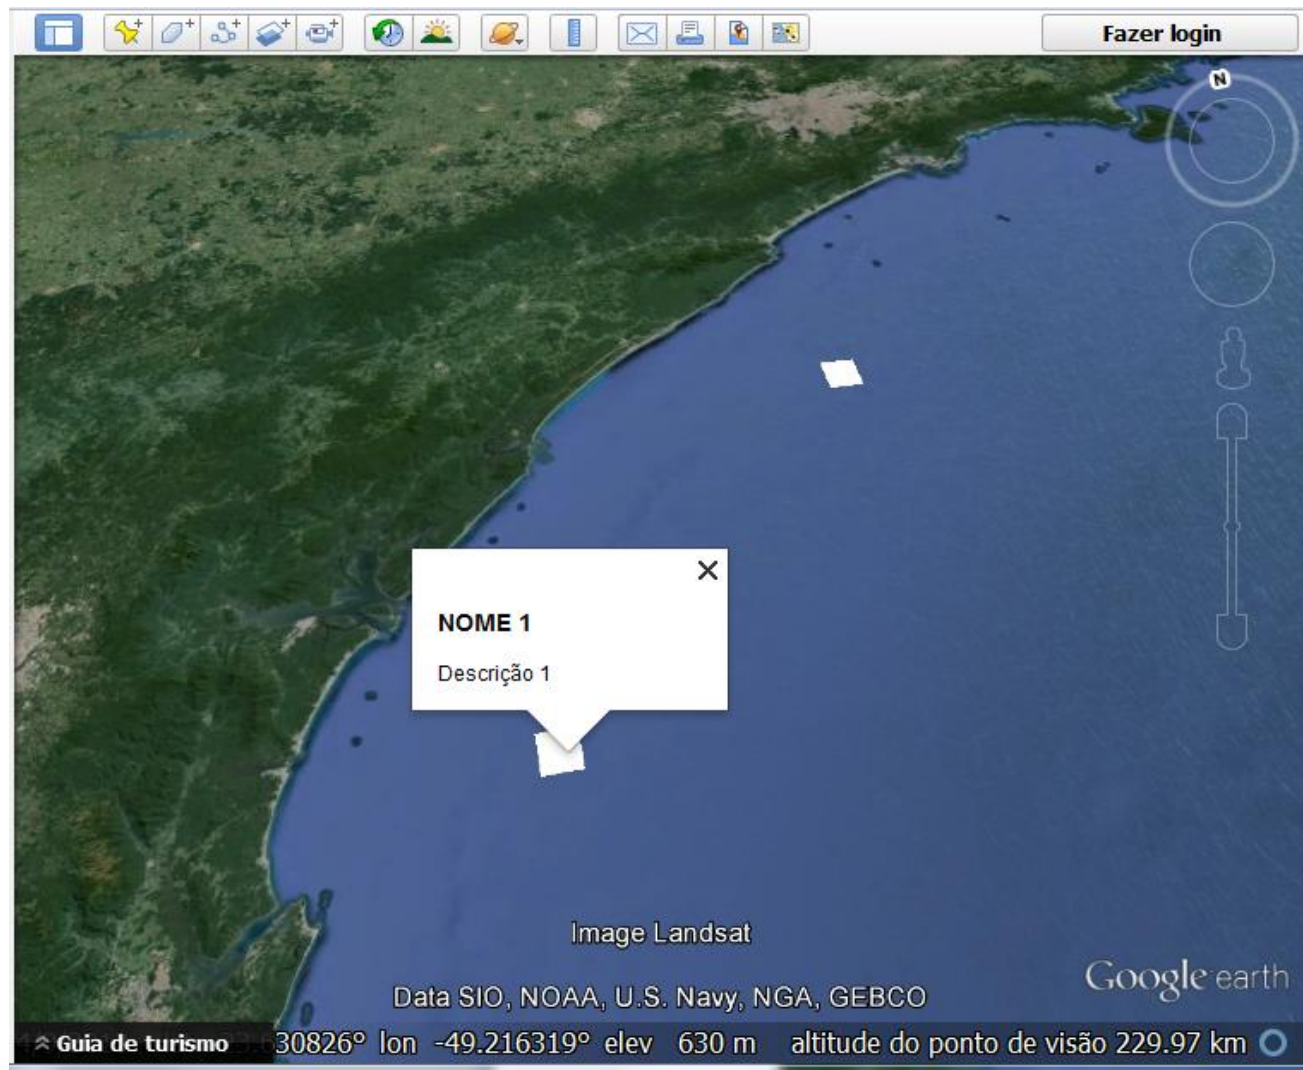 Fazer login
N
NOME 1
Descrição 1
Image Landsat
Data SIO, NOAA, U.S. Navy, NGA, GEBCO
Google earth
Guia de turismo 30826° lon -49.216319° elev 630 m altitude do ponto de visão 229.97 km